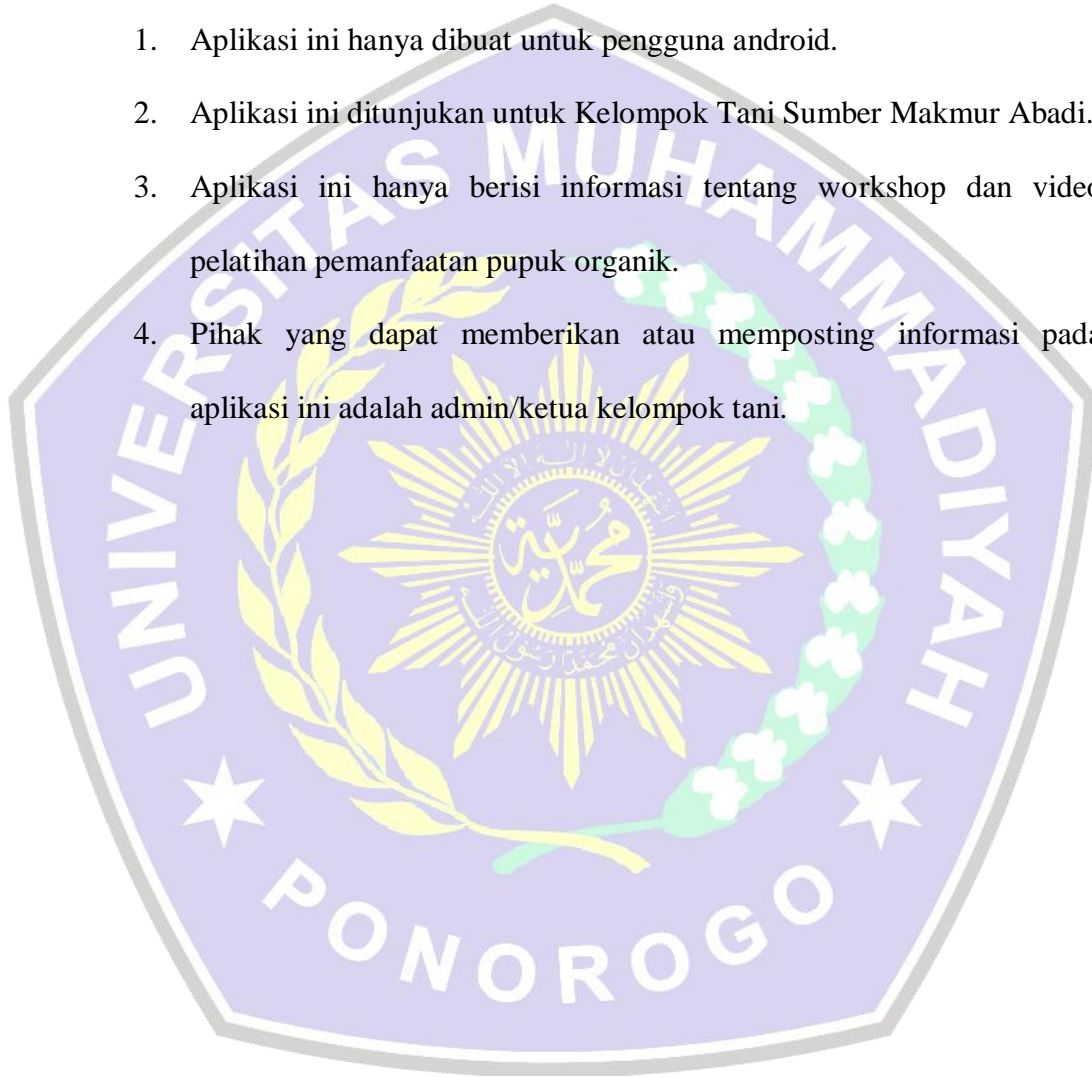 1. Aplikasi ini hanya dibuat untuk pengguna android.
2. Aplikasi ini ditunjukan untuk Kelompok Tani Sumber Makmur Abadi.
3. Aplikasi ini hanya berisi informasi tentang workshop dan video
pelatihan pemanfaatan pupuk organik.
4. Pihak yang dapat memberikan atau memposting informasi pada
aplikasi ini adalah admin/ketua kelompok tani.
UNIVERSITAS MUHAMMADIYAH
PONOROGO
محمدية